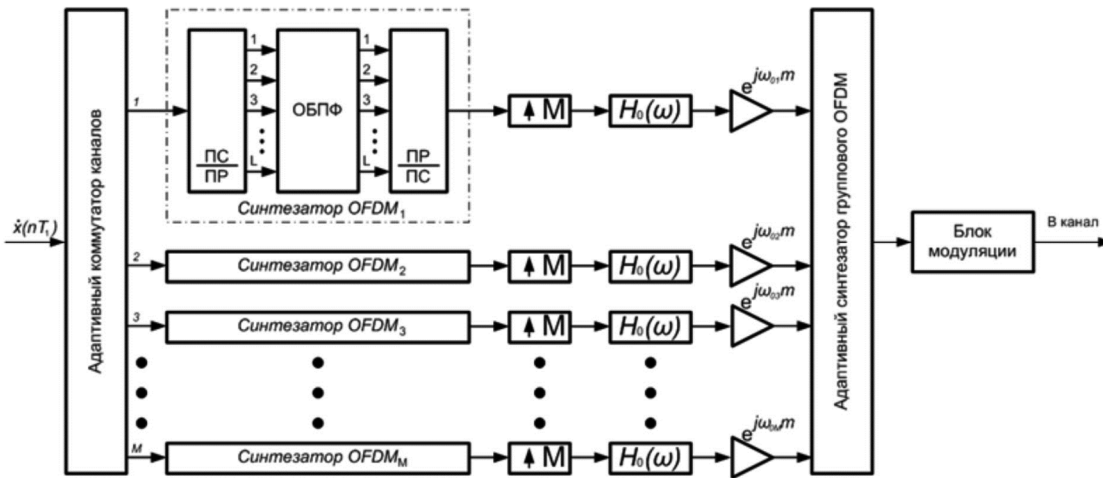 ẋ(nT₁)
Адаптивный коммутатор каналов
1
ПС
ПР
1
2
3
L
ОБПФ
1
2
3
L
ПР
ПС
Синтезатор OFDM₁
M
H₀(ω)
e^jω₀₁m
2
Синтезатор OFDM₂
M
H₀(ω)
e^jω₀₂m
3
Синтезатор OFDM₃
M
H₀(ω)
e^jω₀₃m
M
Синтезатор OFDM_M
M
H₀(ω)
e^jω₀Mm
Адаптивный синтезатор группового OFDM
Блок
модуляции
В канал